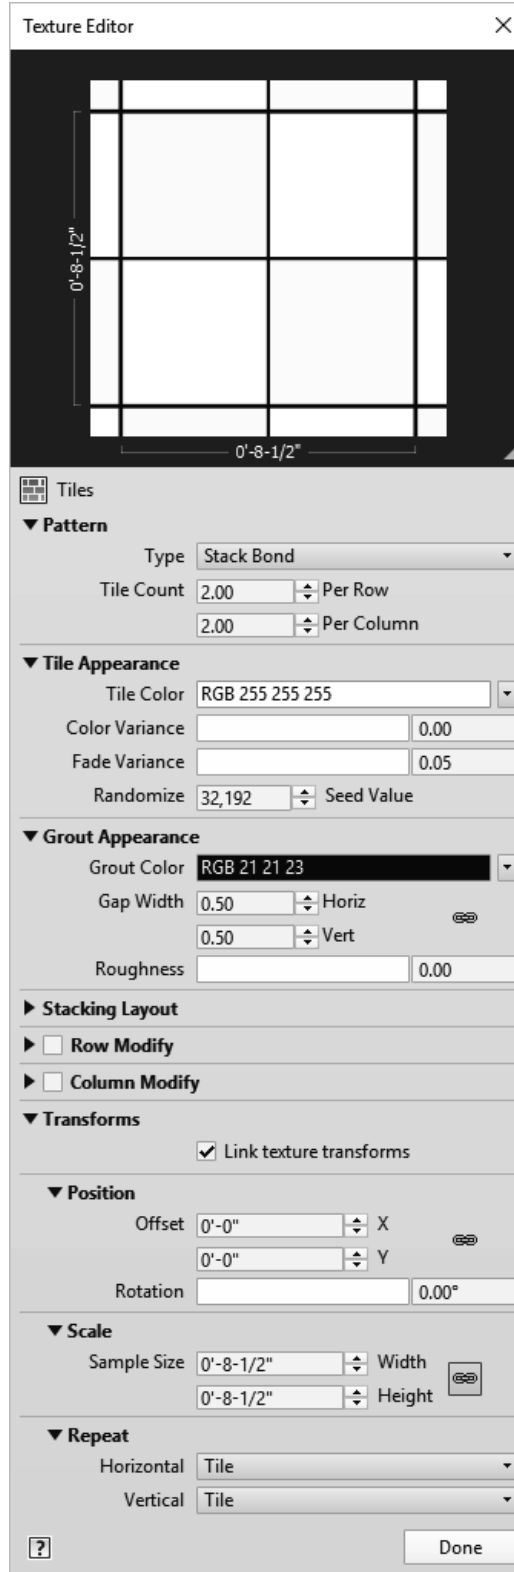 Texture Editor
0'-8-1/2"
0'-8-1/2"
Tiles
Pattern
Type Stack Bond
Tile Count 2.00 Per Row
2.00 Per Column
Tile Appearance
Tile Color RGB 255 255 255
Color Variance 0.00
Fade Variance 0.05
Randomize 32,192 Seed Value
Grout Appearance
Grout Color RGB 21 21 23
Gap Width 0.50 Horiz
0.50 Vert
Roughness 0.00
Stacking Layout
Row Modify
Column Modify
Transforms
Link texture transforms
Position
Offset 0'-0" X
0'-0" Y
Rotation 0.00°
Scale
Sample Size 0'-8-1/2" Width
0'-8-1/2" Height
Repeat
Horizontal Tile
Vertical Tile
? Done